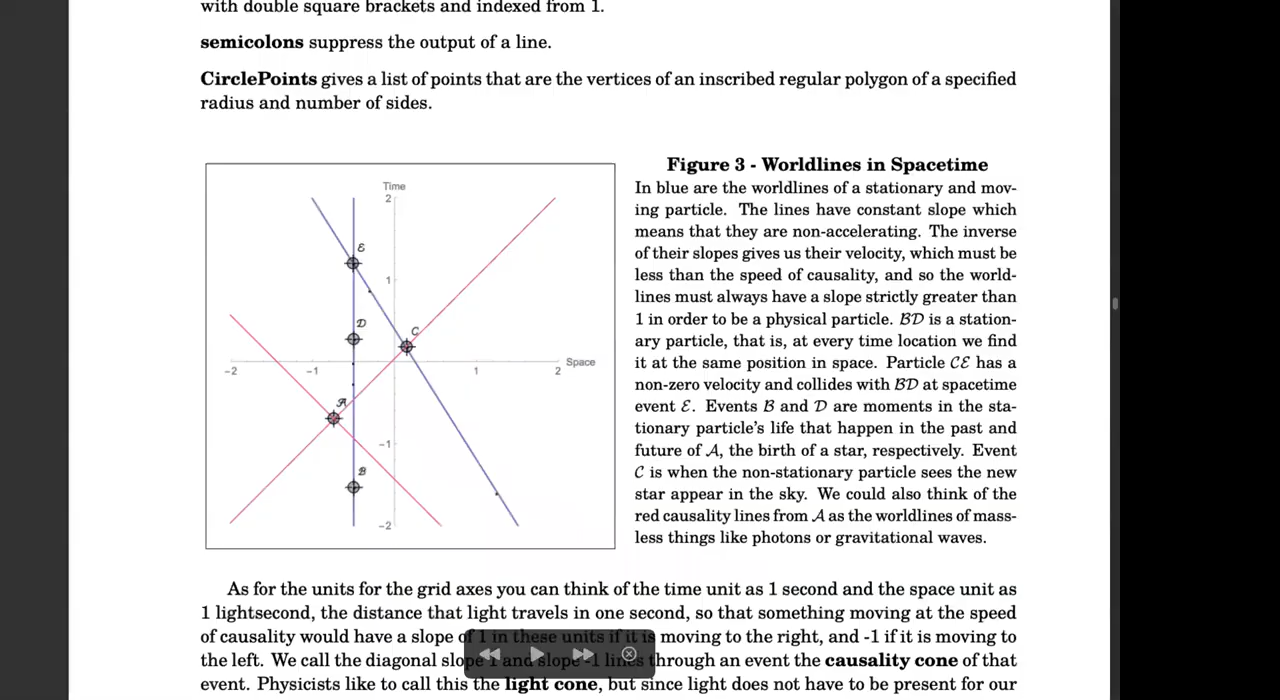 with double square brackets and indexed from 1.
semicolons suppress the output of a line.
CirclePoints gives a list of points that are the vertices of an inscribed regular polygon of a specified
radius and number of sides.
Time
2
ℰ
1
𝒟
C
Space
-2
-1
1
2
𝒜
-1
ℬ
-2
Figure 3 - Worldlines in Spacetime
In blue are the worldlines of a stationary and mov-
ing particle. The lines have constant slope which
means that they are non-accelerating. The inverse
of their slopes gives us their velocity, which must be
less than the speed of causality, and so the world-
lines must always have a slope strictly greater than
1 in order to be a physical particle. ℬ𝒟 is a station-
ary particle, that is, at every time location we find
it at the same position in space. Particle 𝒞ℰ has a
non-zero velocity and collides with ℬ𝒟 at spacetime
event ℰ. Events ℬ and 𝒟 are moments in the sta-
tionary particle's life that happen in the past and
future of 𝒜, the birth of a star, respectively. Event
𝒞 is when the non-stationary particle sees the new
star appear in the sky. We could also think of the
red causality lines from 𝒜 as the worldlines of mass-
less things like photons or gravitational waves.
As for the units for the grid axes you can think of the time unit as 1 second and the space unit as
1 lightsecond, the distance that light travels in one second, so that something moving at the speed
of causality would have a slope of 1 in these units if it is moving to the right, and -1 if it is moving to
the left. We call the diagonal slope 1 and slope -1 lines through an event the causality cone of that
event. Physicists like to call this the light cone, but since light does not have to be present for our